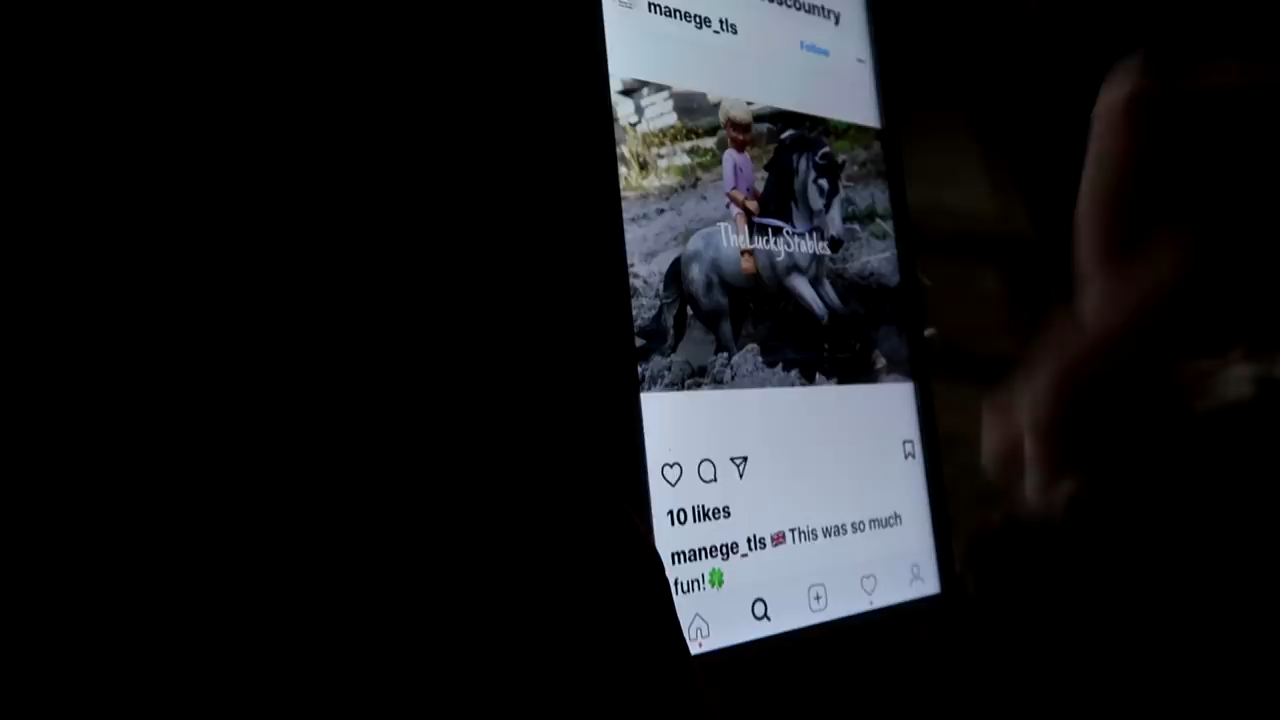 manege_tls
Follow
TheLuckyStables
10 likes
manege_tls 🇬🇧 This was so much
fun!🍀